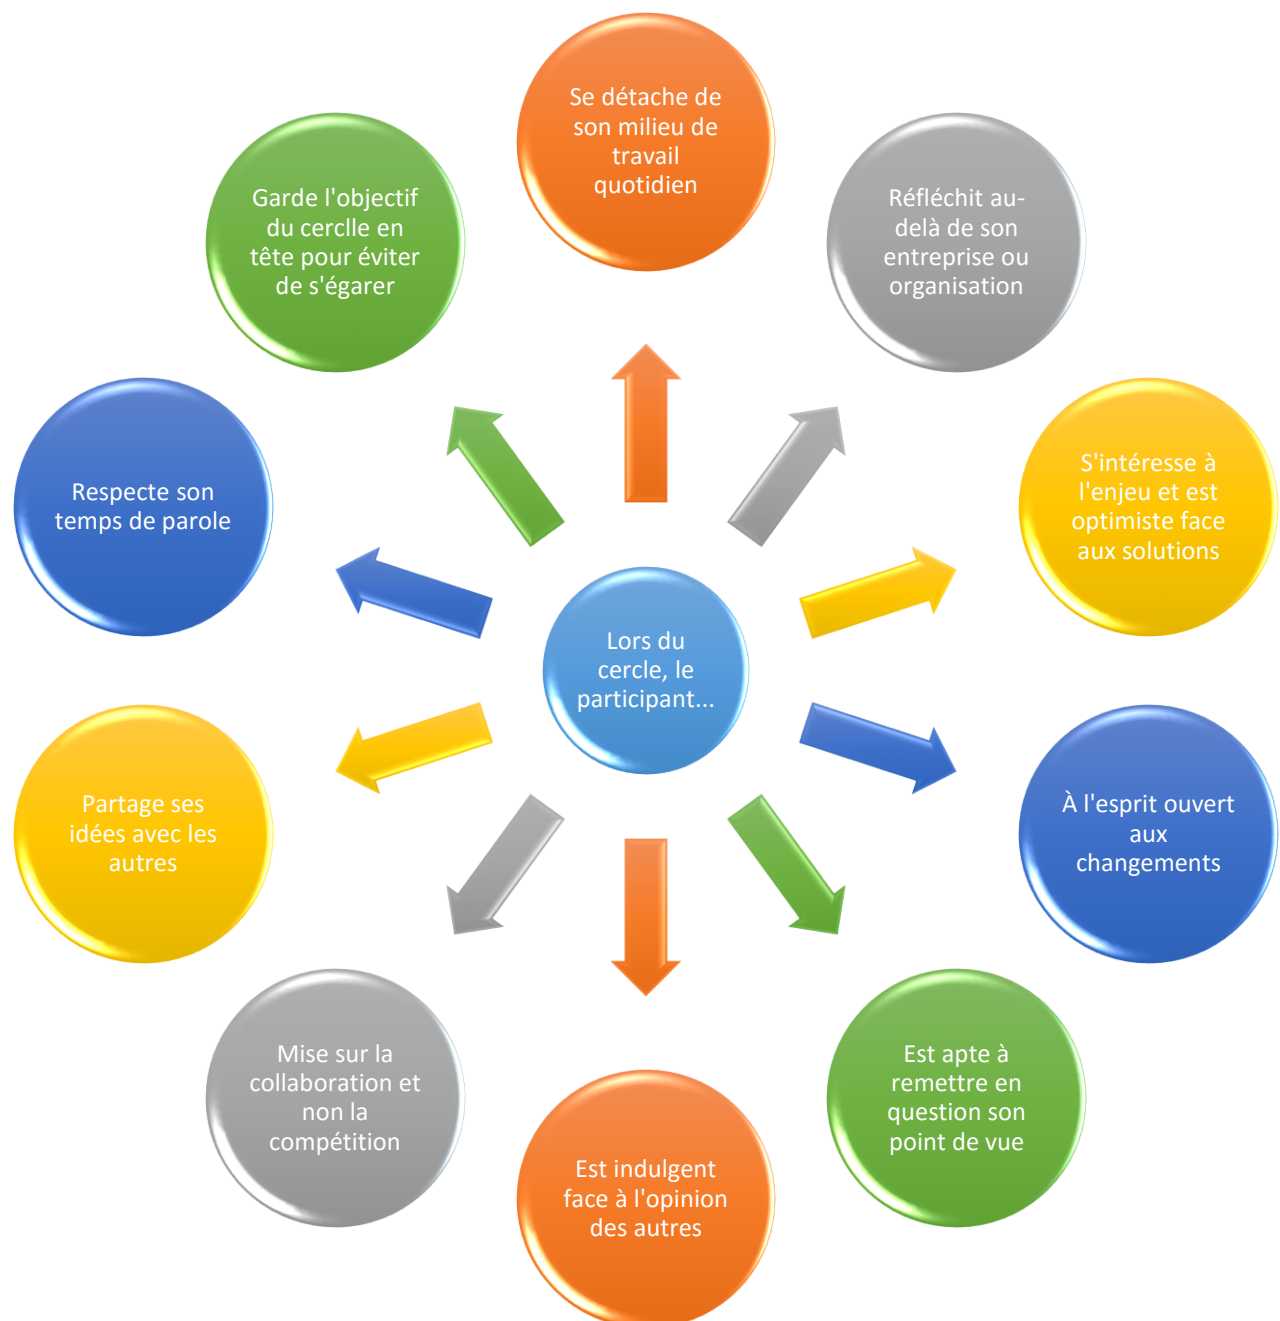 Se détache de
son milieu de
travail
quotidien
Réfléchit au-
delà de son
entreprise ou
organisation
S'intéresse à
l'enjeu et est
optimiste face
aux solutions
À l'esprit ouvert
aux
changements
Est apte à
remettre en
question son
point de vue
Est indulgent
face à l'opinion
des autres
Mise sur la
collaboration et
non la
compétition
Partage ses
idées avec les
autres
Respecte son
temps de parole
Garde l'objectif
du cerclle en
tête pour éviter
de s'égarer
Lors du
cercle, le
participant...